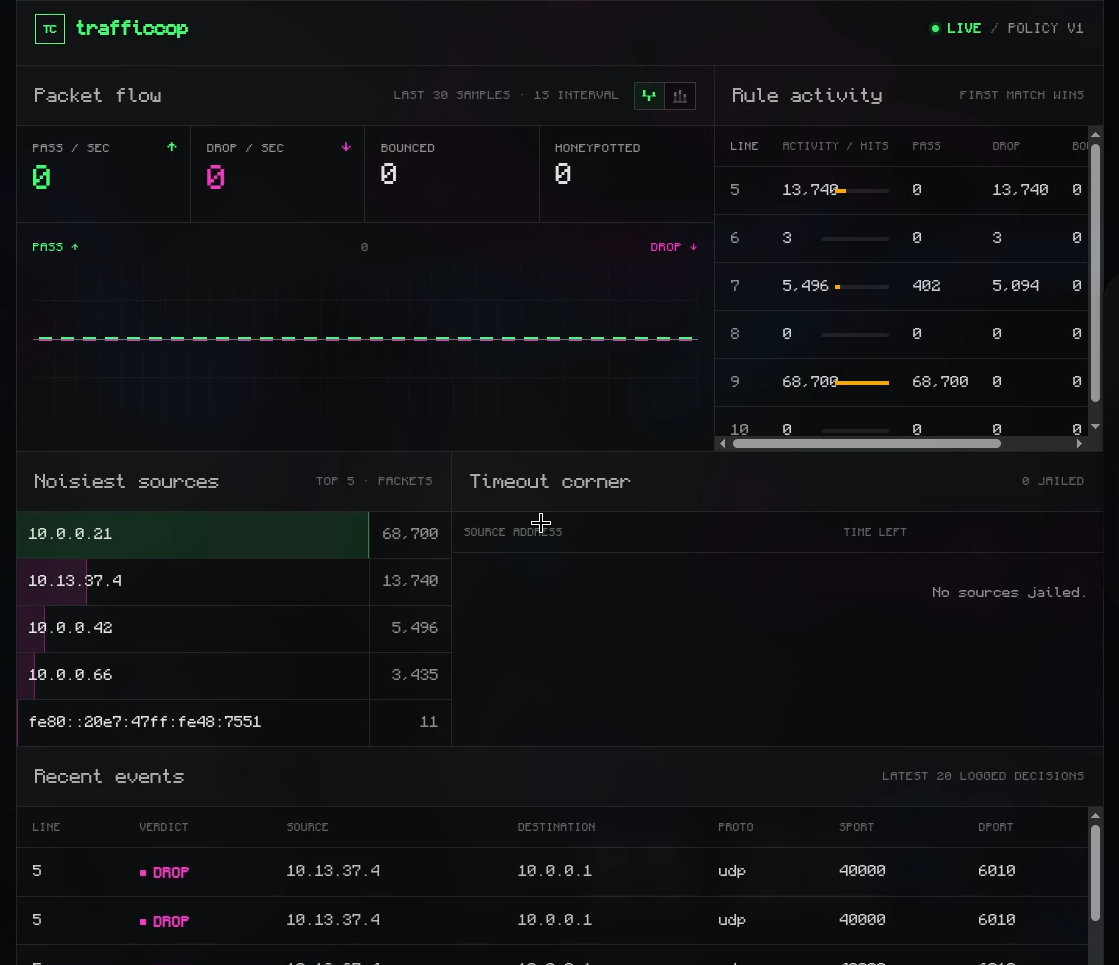 TC trafficcop
LIVE / POLICY V1
Packet flow
LAST 30 SAMPLES · 1S INTERVAL
PASS / SEC ↑
0
DROP / SEC ↓
0
BOUNCED
0
HONEYPOTTED
0
PASS ↑ 0 DROP ↓
Rule activity
FIRST MATCH WINS
LINE ACTIVITY / HITS PASS DROP BOU
5 13,740 0 13,740 0
6 3 0 3 0
7 5,496 402 5,094 0
8 0 0 0 0
9 68,700 68,700 0 0
10 0 0 0 0
Noisiest sources
TOP 5 · PACKETS
10.0.0.21 68,700
10.13.37.4 13,740
10.0.0.42 5,496
10.0.0.66 3,435
fe80::20e7:47ff:fe48:7551 11
Timeout corner
0 JAILED
SOURCE ADDRESS TIME LEFT
No sources jailed.
Recent events
LATEST 20 LOGGED DECISIONS
LINE VERDICT SOURCE DESTINATION PROTO SPORT DPORT
5 DROP 10.13.37.4 10.0.0.1 udp 40000 6010
5 DROP 10.13.37.4 10.0.0.1 udp 40000 6010